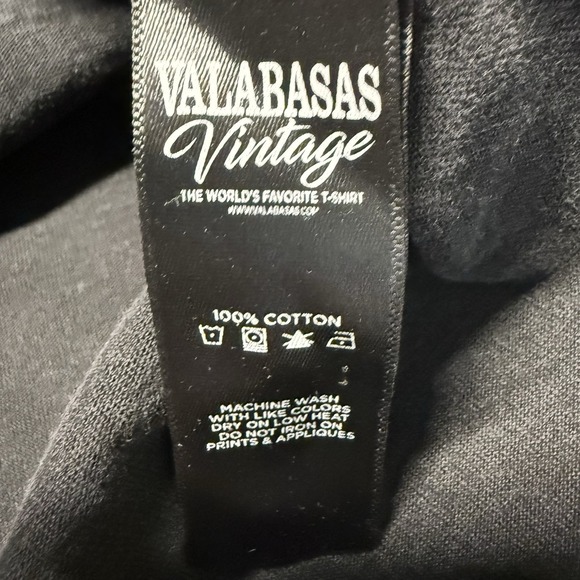 VALABASAS
Vintage
THE WORLD'S FAVORITE T-SHIRT
WWW.VALABASAS.COM
100% COTTON
MACHINE WASH
WITH LIKE COLORS
DRY ON LOW HEAT
DO NOT IRON ON
PRINTS & APPLIQUES